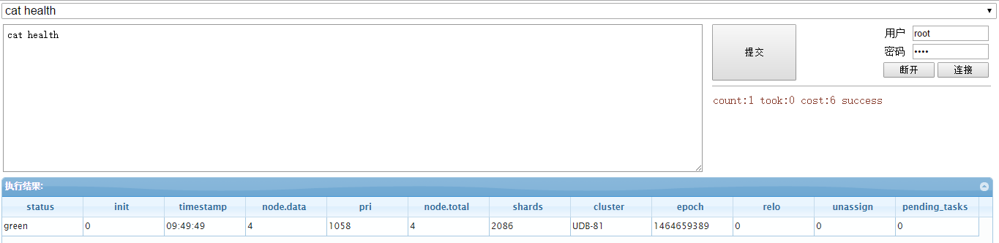 cat health
cat health
提交
用户 root
密码 ••••
断开 连接
count:1 took:0 cost:6 success
执行结果:
status init timestamp node.data pri node.total shards cluster epoch relo unassign pending_tasks
green 0 09:49:49 4 1058 4 2086 UDB-81 1464659389 0 0 0